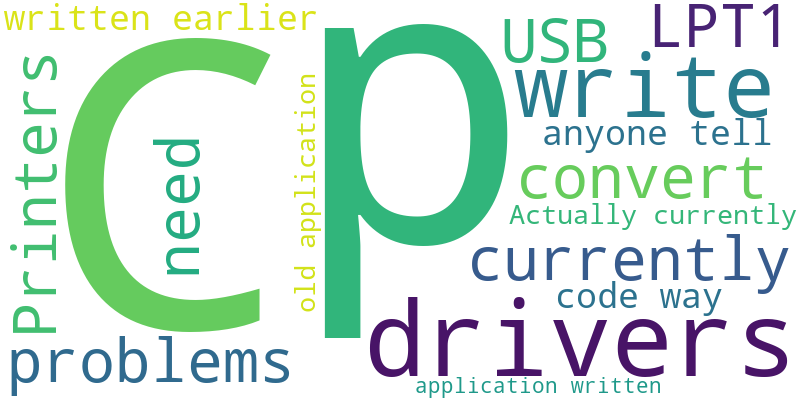 written earlier
C
p
USB
LPT1
write
anyone tell
Printers
need
old application
convert
Actually currently
currently
code way
drivers
problems
application written